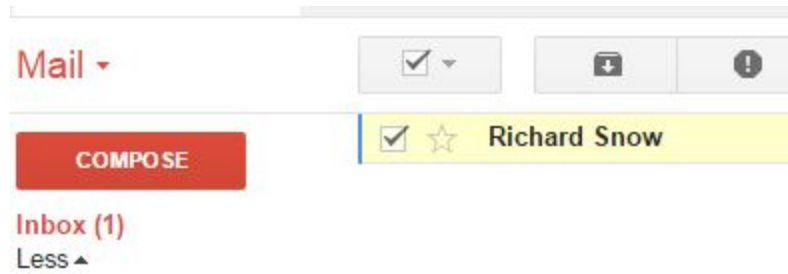 Mail
Richard Snow
COMPOSE
Inbox (1)
Less